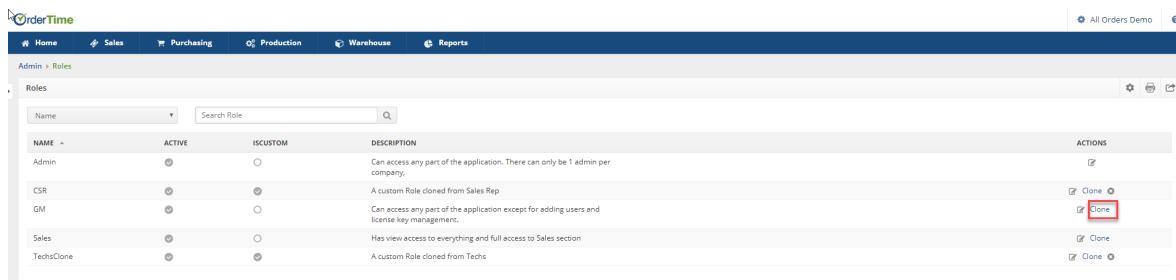 OrderTime
All Orders Demo
Home Sales Purchasing Production Warehouse Reports
Admin Roles
Roles
Name Search Role
NAME ACTIVE ISCUSTOM DESCRIPTION ACTIONS
Admin Can access any part of the application. There can only be 1 admin per
company,
CSR A custom Role cloned from Sales Rep Clone
GM Can access any part of the application except for adding users and Clone
license key management.
Sales Has view access to everything and full access to Sales section Clone
TechsClone A custom Role cloned from Techs Clone